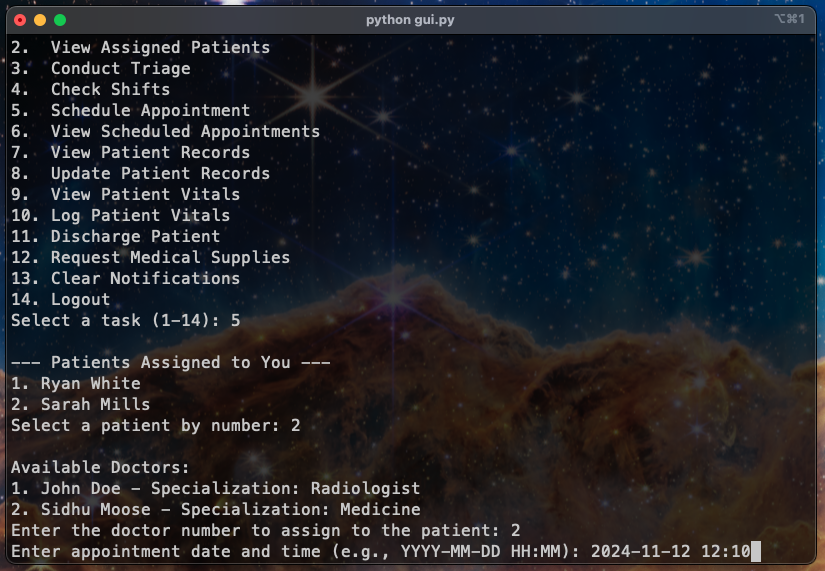 python gui.py
⌥⌘1
2.  View Assigned Patients
3.  Conduct Triage
4.  Check Shifts
5.  Schedule Appointment
6.  View Scheduled Appointments
7.  View Patient Records
8.  Update Patient Records
9.  View Patient Vitals
10. Log Patient Vitals
11. Discharge Patient
12. Request Medical Supplies
13. Clear Notifications
14. Logout
Select a task (1-14): 5
--- Patients Assigned to You ---
1. Ryan White
2. Sarah Mills
Select a patient by number: 2
Available Doctors:
1. John Doe - Specialization: Radiologist
2. Sidhu Moose - Specialization: Medicine
Enter the doctor number to assign to the patient: 2
Enter appointment date and time (e.g., YYYY-MM-DD HH:MM): 2024-11-12 12:10